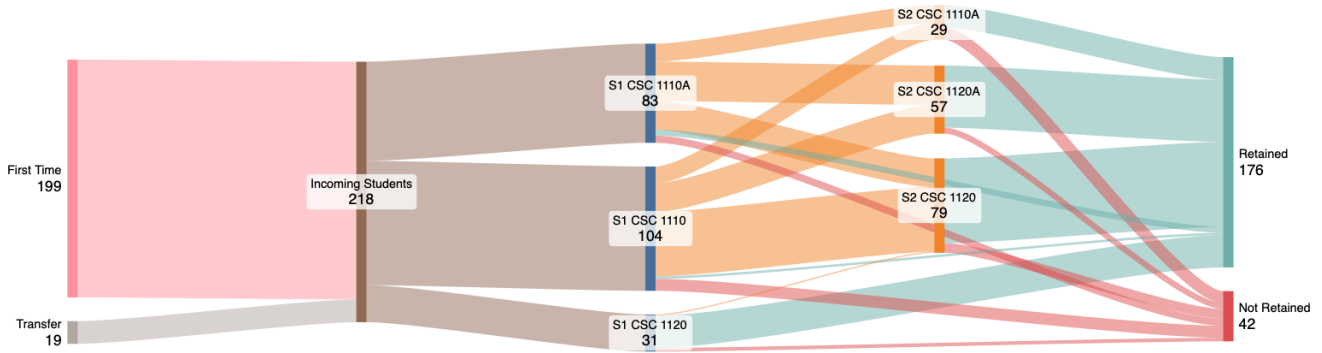 First Time
199
Transfer
19
Incoming Students
218
S1 CSC 1110A
83
S1 CSC 1110
104
S1 CSC 1120
31
S2 CSC 1110A
29
S2 CSC 1120A
57
S2 CSC 1120
79
Retained
176
Not Retained
42